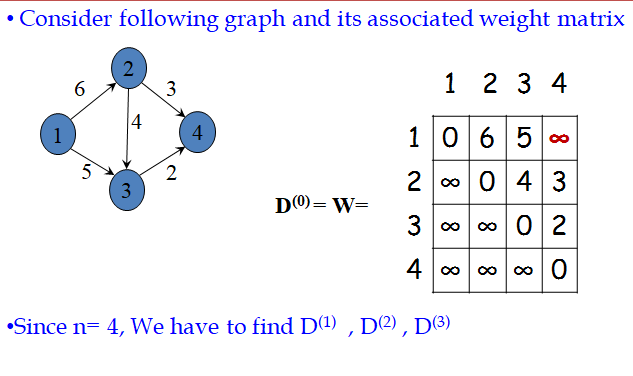 • Consider following graph and its associated weight matrix
2
6
3
1 2 3 4
4
1
4
1 0 6 5 ∞
5
2
2 ∞ 0 4 3
3
D(0)= W=
3 ∞ ∞ 0 2
4 ∞ ∞ ∞ 0
•Since n= 4, We have to find D(1) , D(2) , D(3)